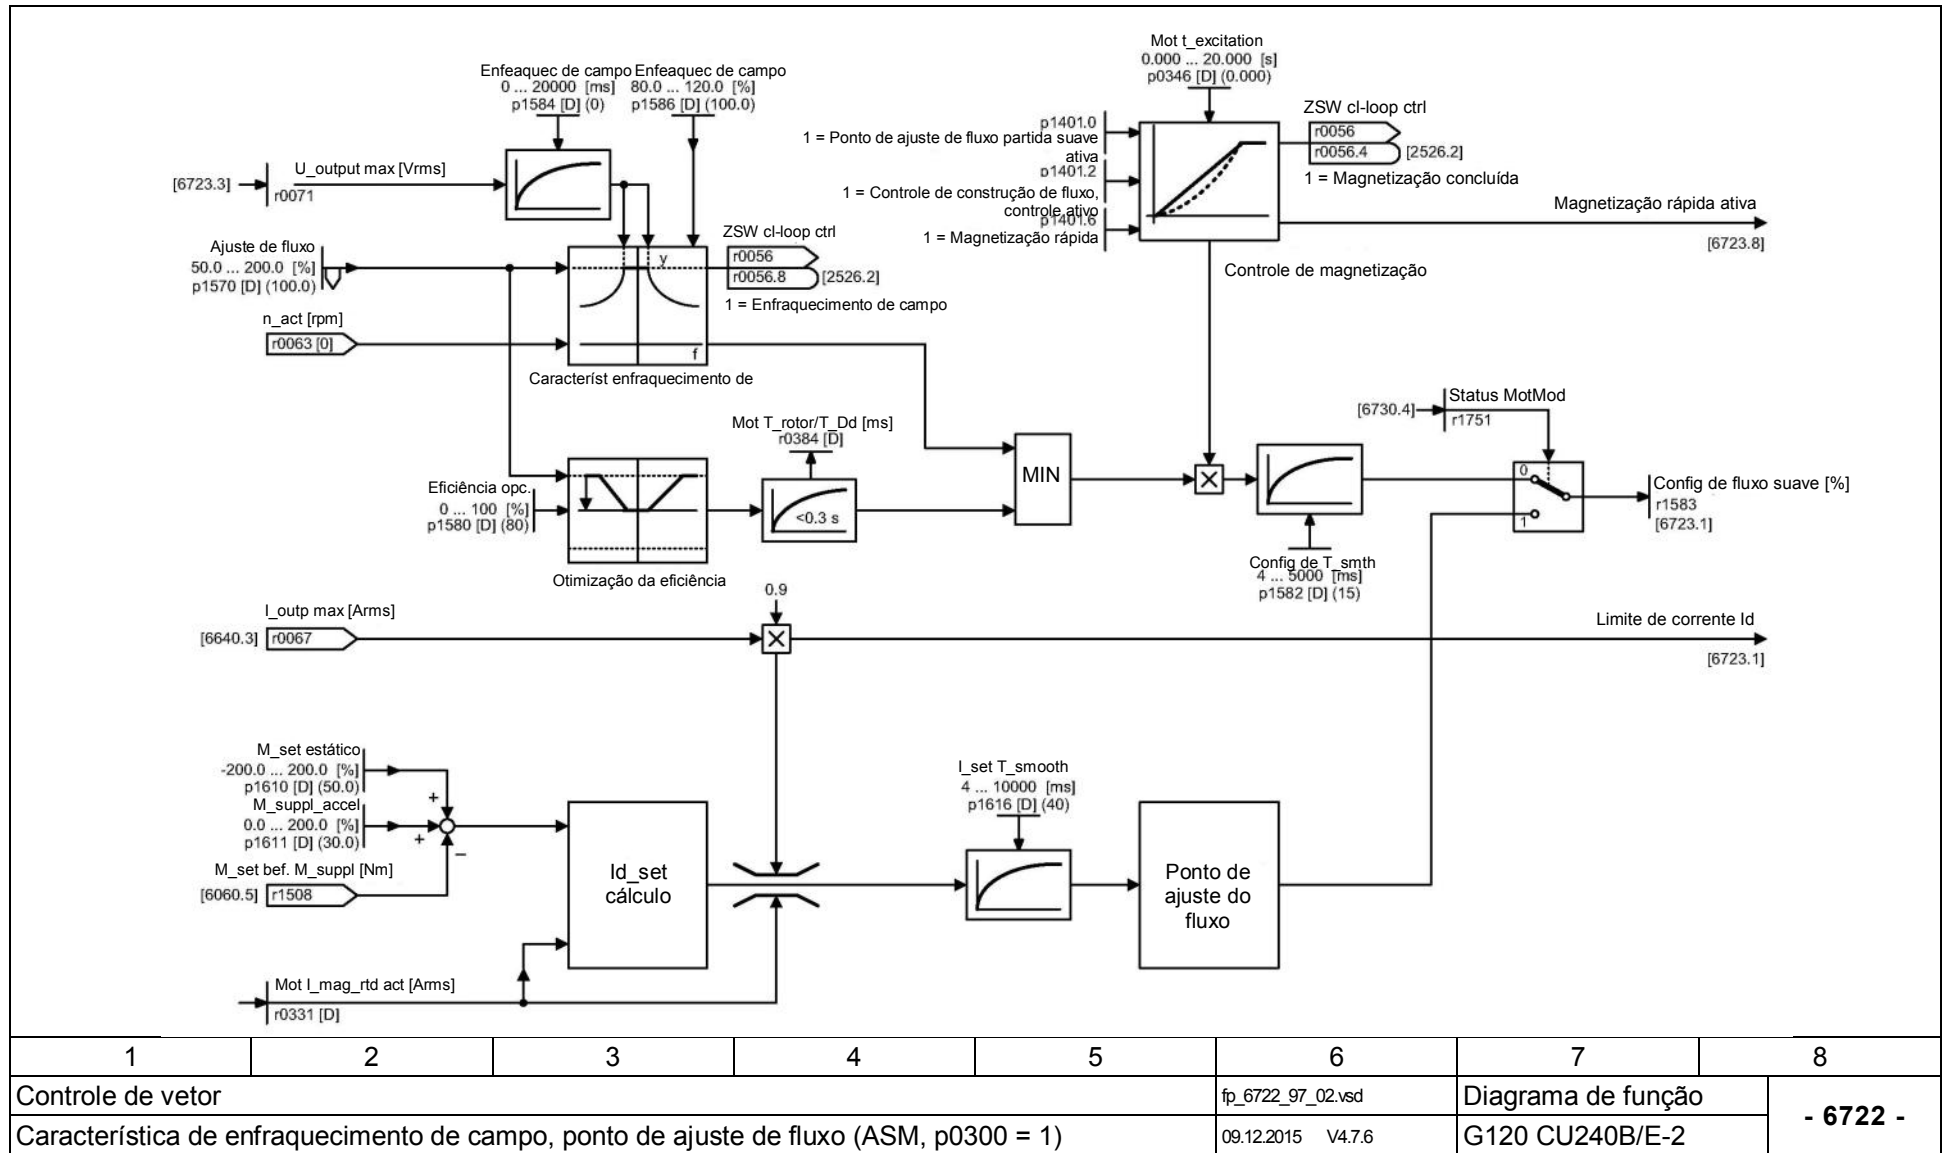 Mot t_excitation
0.000 ... 20.000 [s]
p0346 [D] (0.000)
Enfeaquec de campo
0 ... 20000 [ms]
p1584 [D] (0)
Enfeaquec de campo
80.0 ... 120.0 [%]
p1586 [D] (100.0)
p1401.0
1 = Ponto de ajuste de fluxo partida suave
ativa
p1401.2
1 = Controle de construção de fluxo,
controle ativo
p1401.6
1 = Magnetização rápida
ZSW cl-loop ctrl
r0056
r0056.4 [2526.2]
1 = Magnetização concluída
Magnetização rápida ativa
[6723.8]
Controle de magnetização
[6723.3]
U_output max [Vrms]
r0071
Ajuste de fluxo
50.0 ... 200.0 [%]
p1570 [D] (100.0)
n_act [rpm]
r0063 [0]
y
f
Característ enfraquecimento de
ZSW cl-loop ctrl
r0056
r0056.8 [2526.2]
1 = Enfraquecimento de campo
Mot T_rotor/T_Dd [ms]
r0384 [D]
<0.3 s
Eficiência opc.
0 ... 100 [%]
p1580 [D] (80)
Otimização da eficiência
MIN
Config de T_smth
4 ... 5000 [ms]
p1582 [D] (15)
[6730.4]
Status MotMod
r1751
0
1
Config de fluxo suave [%]
r1583
[6723.1]
I_outp max [Arms]
[6640.3] r0067
0.9
Limite de corrente Id
[6723.1]
M_set estático
-200.0 ... 200.0 [%]
p1610 [D] (50.0)
M_suppl_accel
0.0 ... 200.0 [%]
p1611 [D] (30.0)
+
+
–
M_set bef. M_suppl [Nm]
[6060.5] r1508
Id_set
cálculo
I_set T_smooth
4 ... 10000 [ms]
p1616 [D] (40)
Ponto de
ajuste do
fluxo
Mot I_mag_rtd act [Arms]
r0331 [D]
1 2 3 4 5 6 7 8
Controle de vetor
fp_6722_97_02.vsd
Diagrama de função
- 6722 -
Característica de enfraquecimento de campo, ponto de ajuste de fluxo (ASM, p0300 = 1)
09.12.2015 V4.7.6
G120 CU240B/E-2